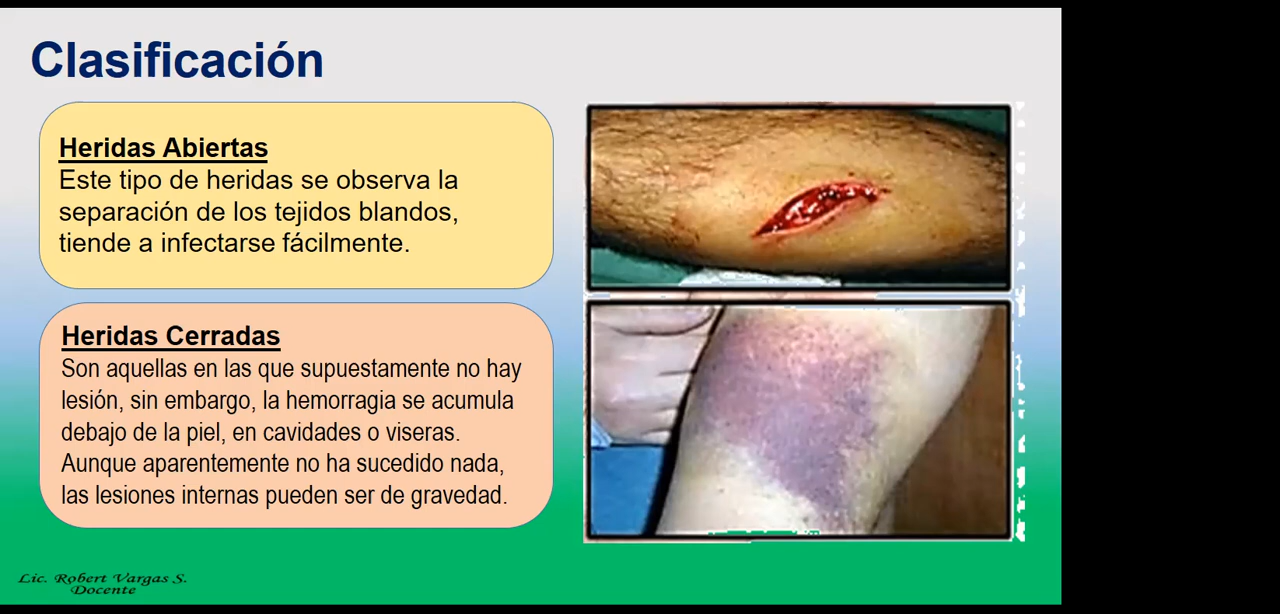 Clasificación
Heridas Abiertas
Este tipo de heridas se observa la
separación de los tejidos blandos,
tiende a infectarse fácilmente.
Heridas Cerradas
Son aquellas en las que supuestamente no hay
lesión, sin embargo, la hemorragia se acumula
debajo de la piel, en cavidades o viseras.
Aunque aparentemente no ha sucedido nada,
las lesiones internas pueden ser de gravedad.
Lic. Robert Vargas S.
Docente